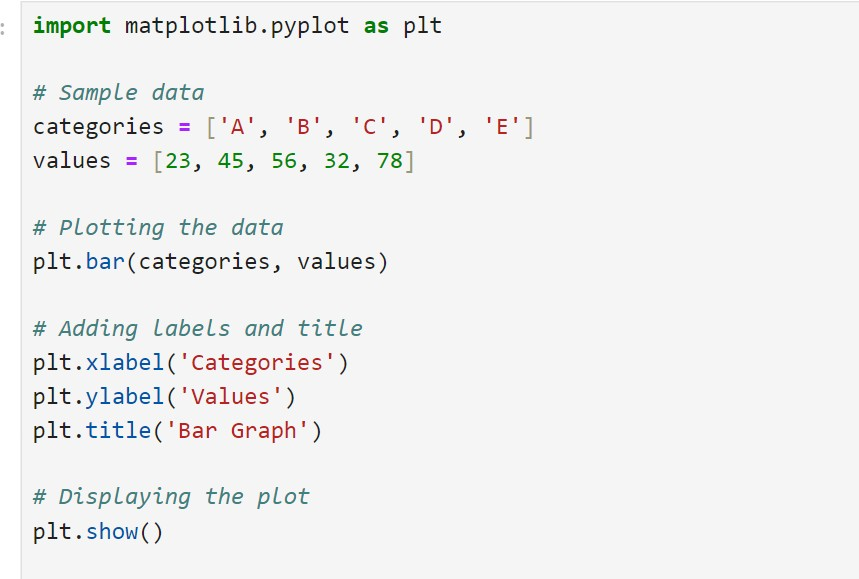 import matplotlib.pyplot as plt
# Sample data
categories = ['A', 'B', 'C', 'D', 'E']
values = [23, 45, 56, 32, 78]
# Plotting the data
plt.bar(categories, values)
# Adding labels and title
plt.xlabel('Categories')
plt.ylabel('Values')
plt.title('Bar Graph')
# Displaying the plot
plt.show()